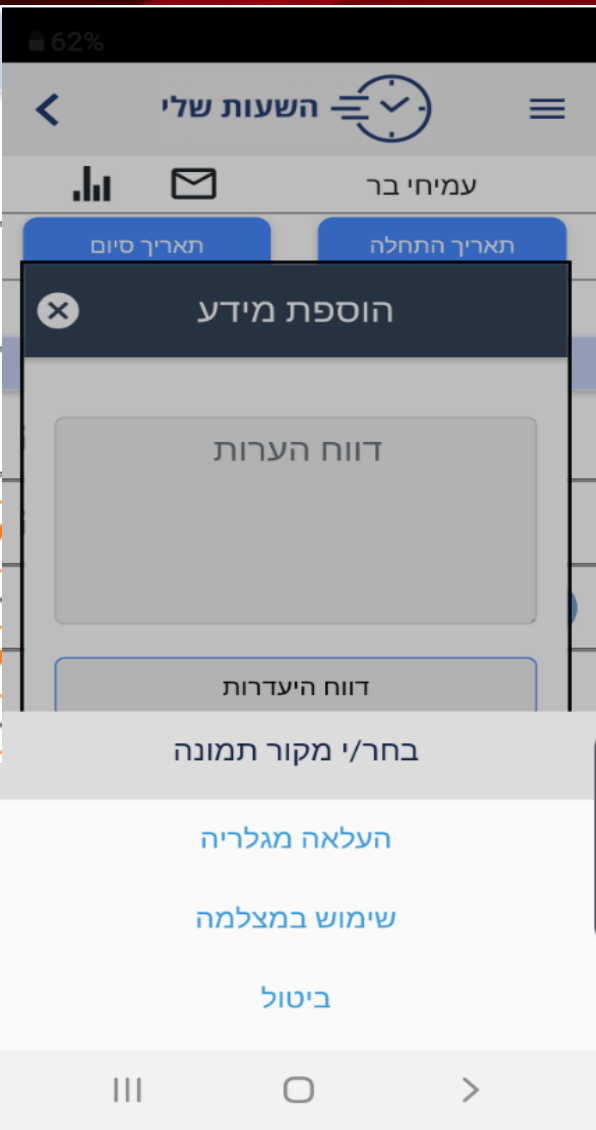 62%
השעות שלי
עמיחי בר
תאריך התחלה
תאריך סיום
הוספת מידע
דווח הערות
דווח היעדרות
בחר/י מקור תמונה
העלאה מגלריה
שימוש במצלמה
ביטול